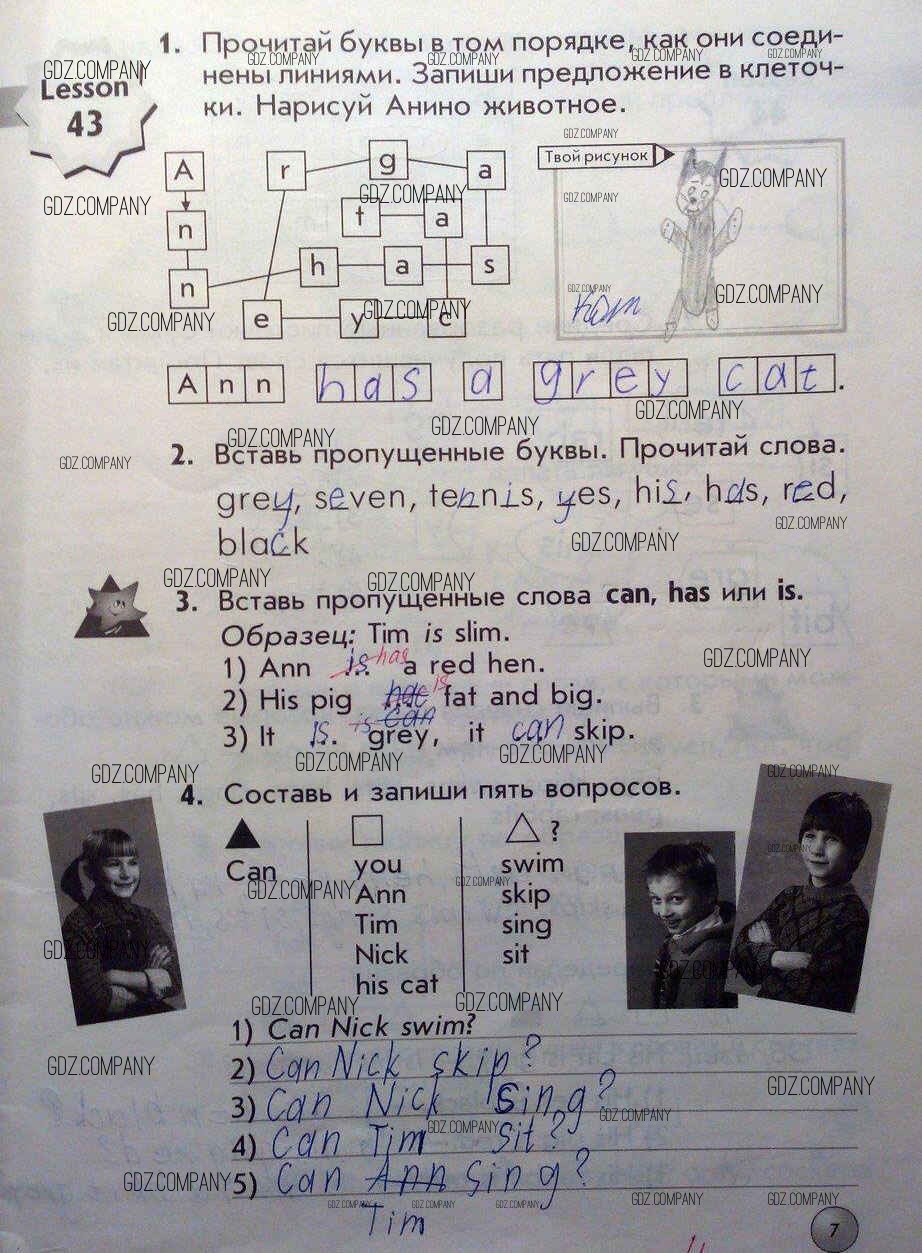 1. Прочитай буквы в том порядке, как они соеди-
Lesson
43
нены линиями. Запиши предложение в клеточ-
ки. Нарисуй Анино животное.
A r g a
n t a
n h a s
e y c
Твой рисунок
Ann has a grey cat.
2. Вставь пропущенные буквы. Прочитай слова.
grey, seven, tennis, yes, his, has, red,
black
3. Вставь пропущенные слова can, has или is.
Образец: Tim is slim.
1) Ann is has a red hen.
2) His pig has is fat and big.
is can
3) It is grey, it can skip.
4. Составь и запиши пять вопросов.
?
Can you swim
Ann skip
Tim sing
Nick sit
his cat
1) Can Nick swim?
2) Can Nick skip?
3) Can Nick sing?
4) Can Tim sit?
5) Can Ann sing?
Tim
7
GDZ.COMPANY